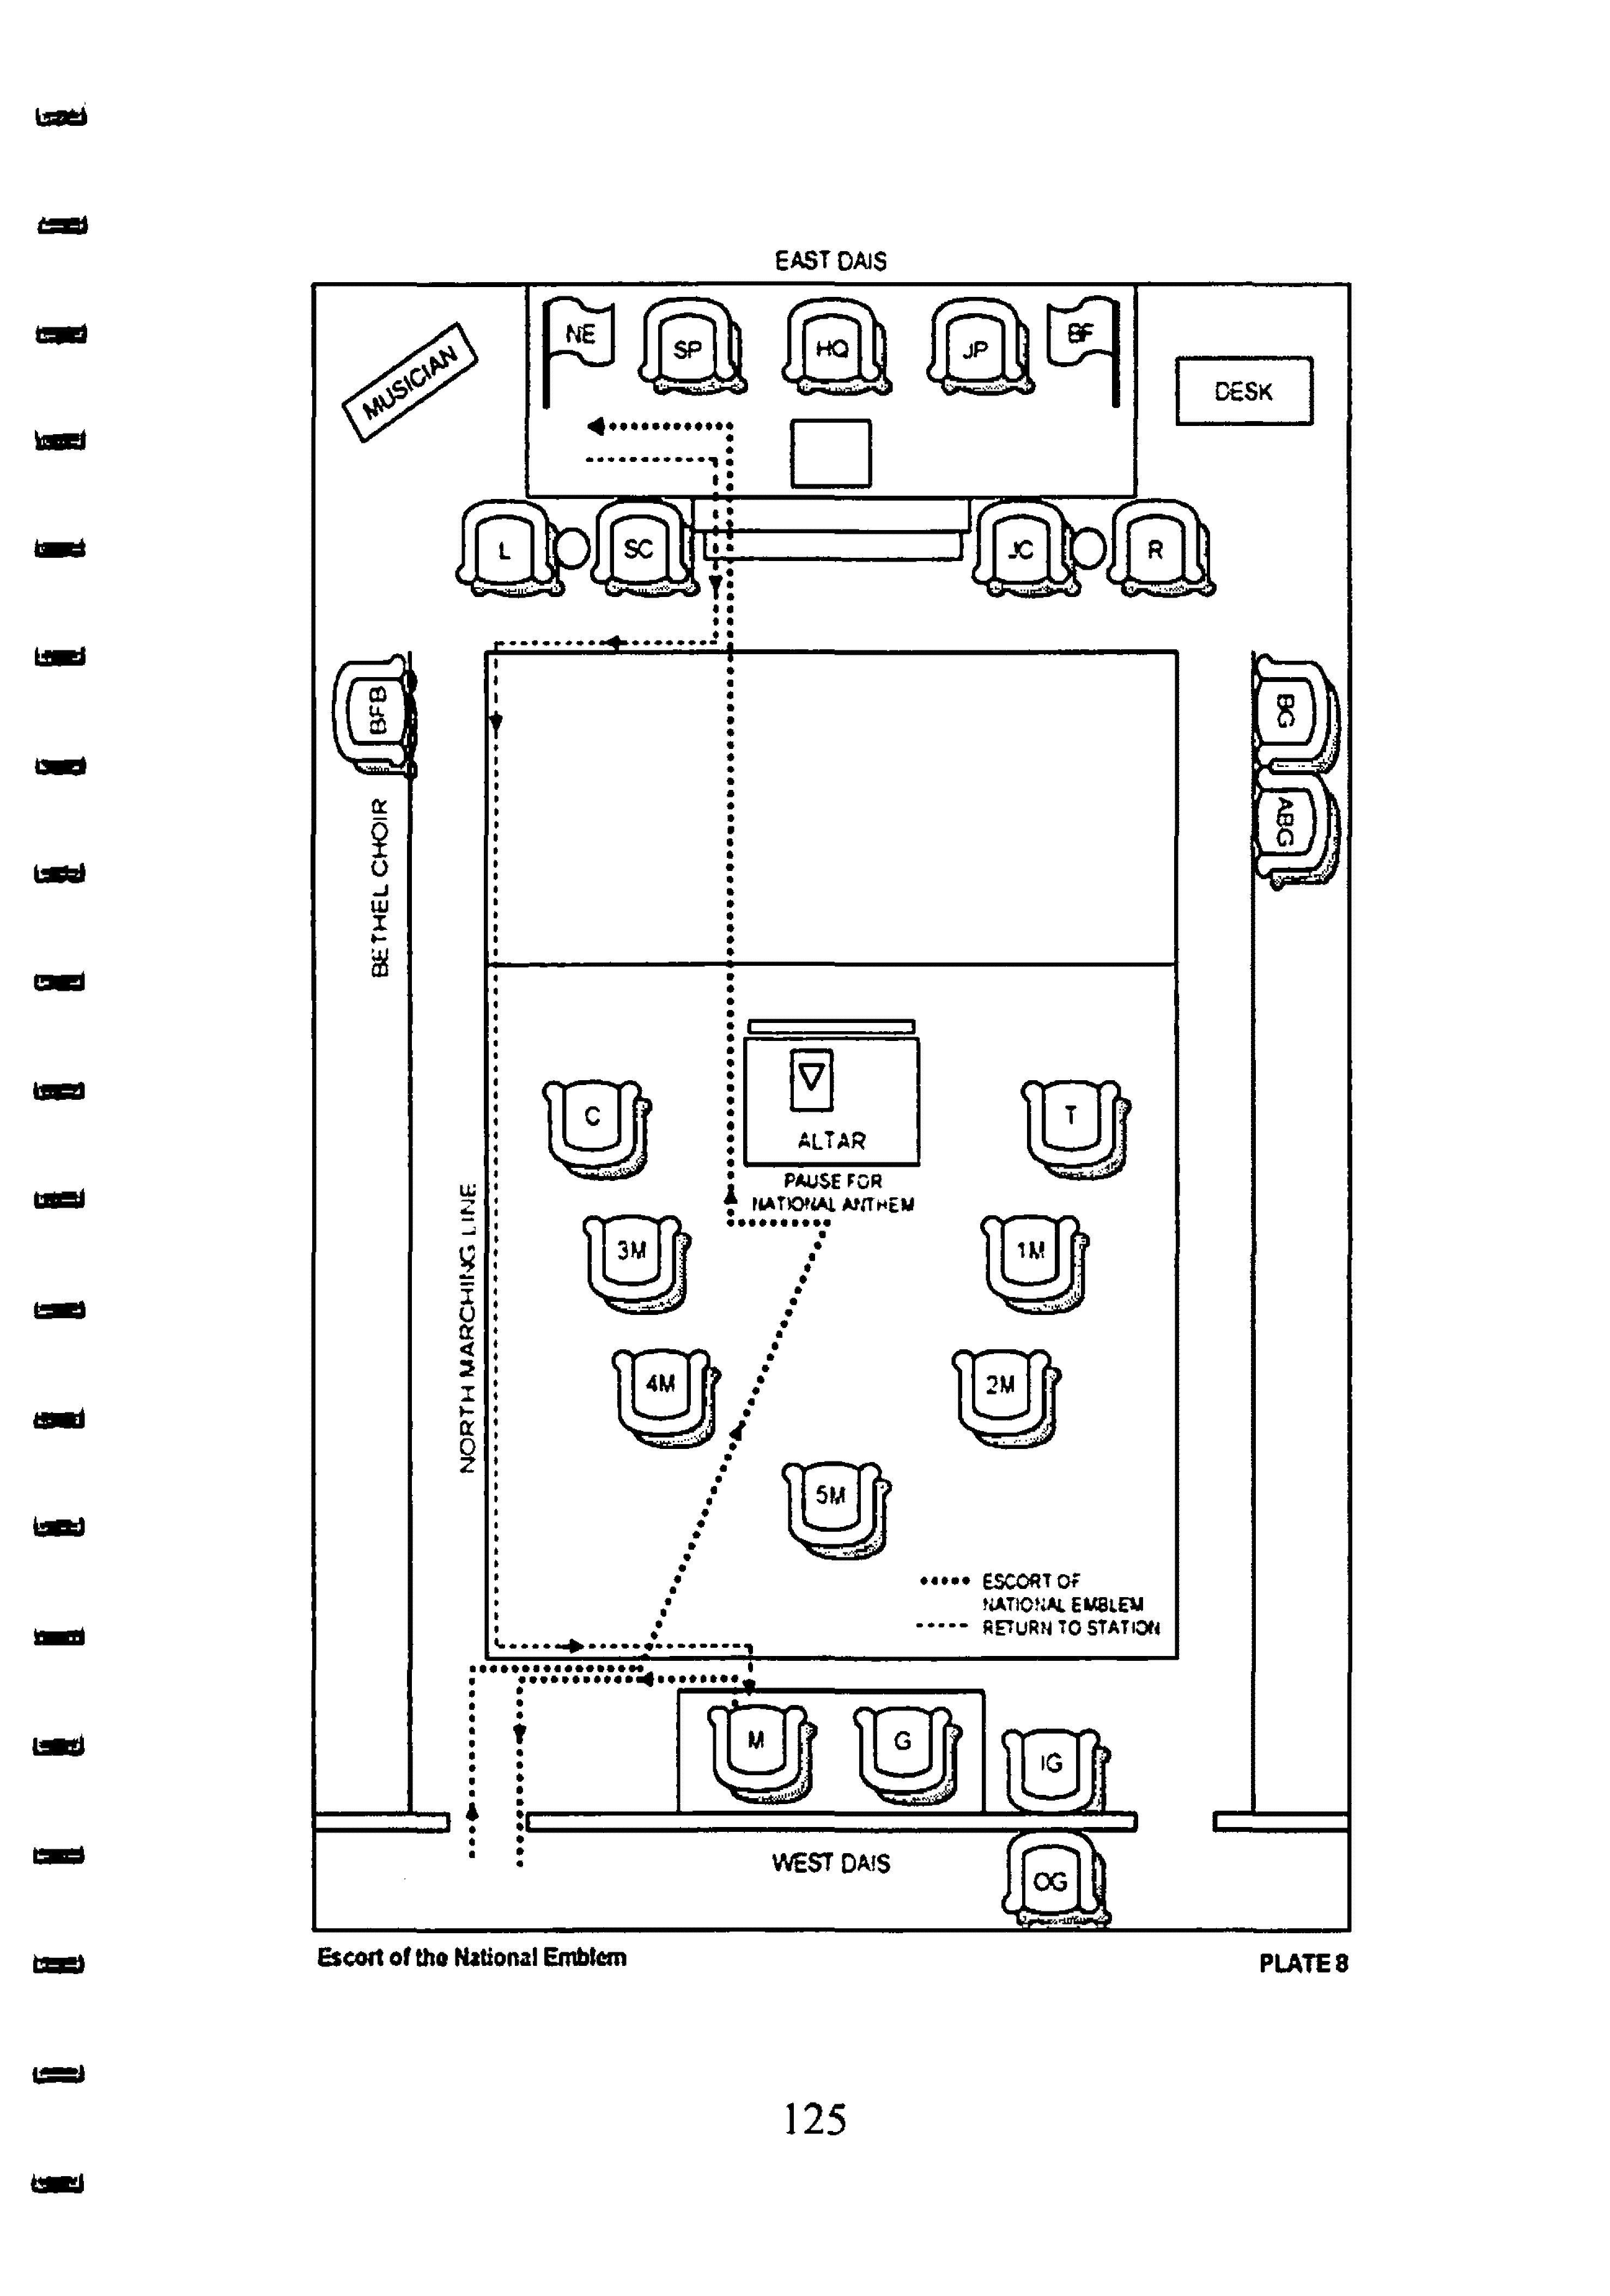 EAST DAIS
MUSICIAN
NE
SP
HQ
JP
BF
DESK
L
SC
JC
R
BFB
BG
ABG
BETHEL CHOIR
ALTAR
PAUSE FOR
NATIONAL ANTHEM
C
T
3M
1M
4M
2M
5M
NORTH MARCHING LINE
ESCORT OF
NATIONAL EMBLEM
RETURN TO STATION
M
G
IG
WEST DAIS
OG
Escort of the National Emblem
PLATE 8
125